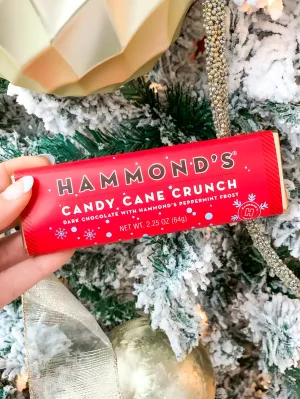 HAMMOND'S®
CANDY CANE CRUNCH
DARK CHOCOLATE WITH HAMMOND'S PEPPERMINT FROST
NET WT. 2.25 OZ (64g)
H